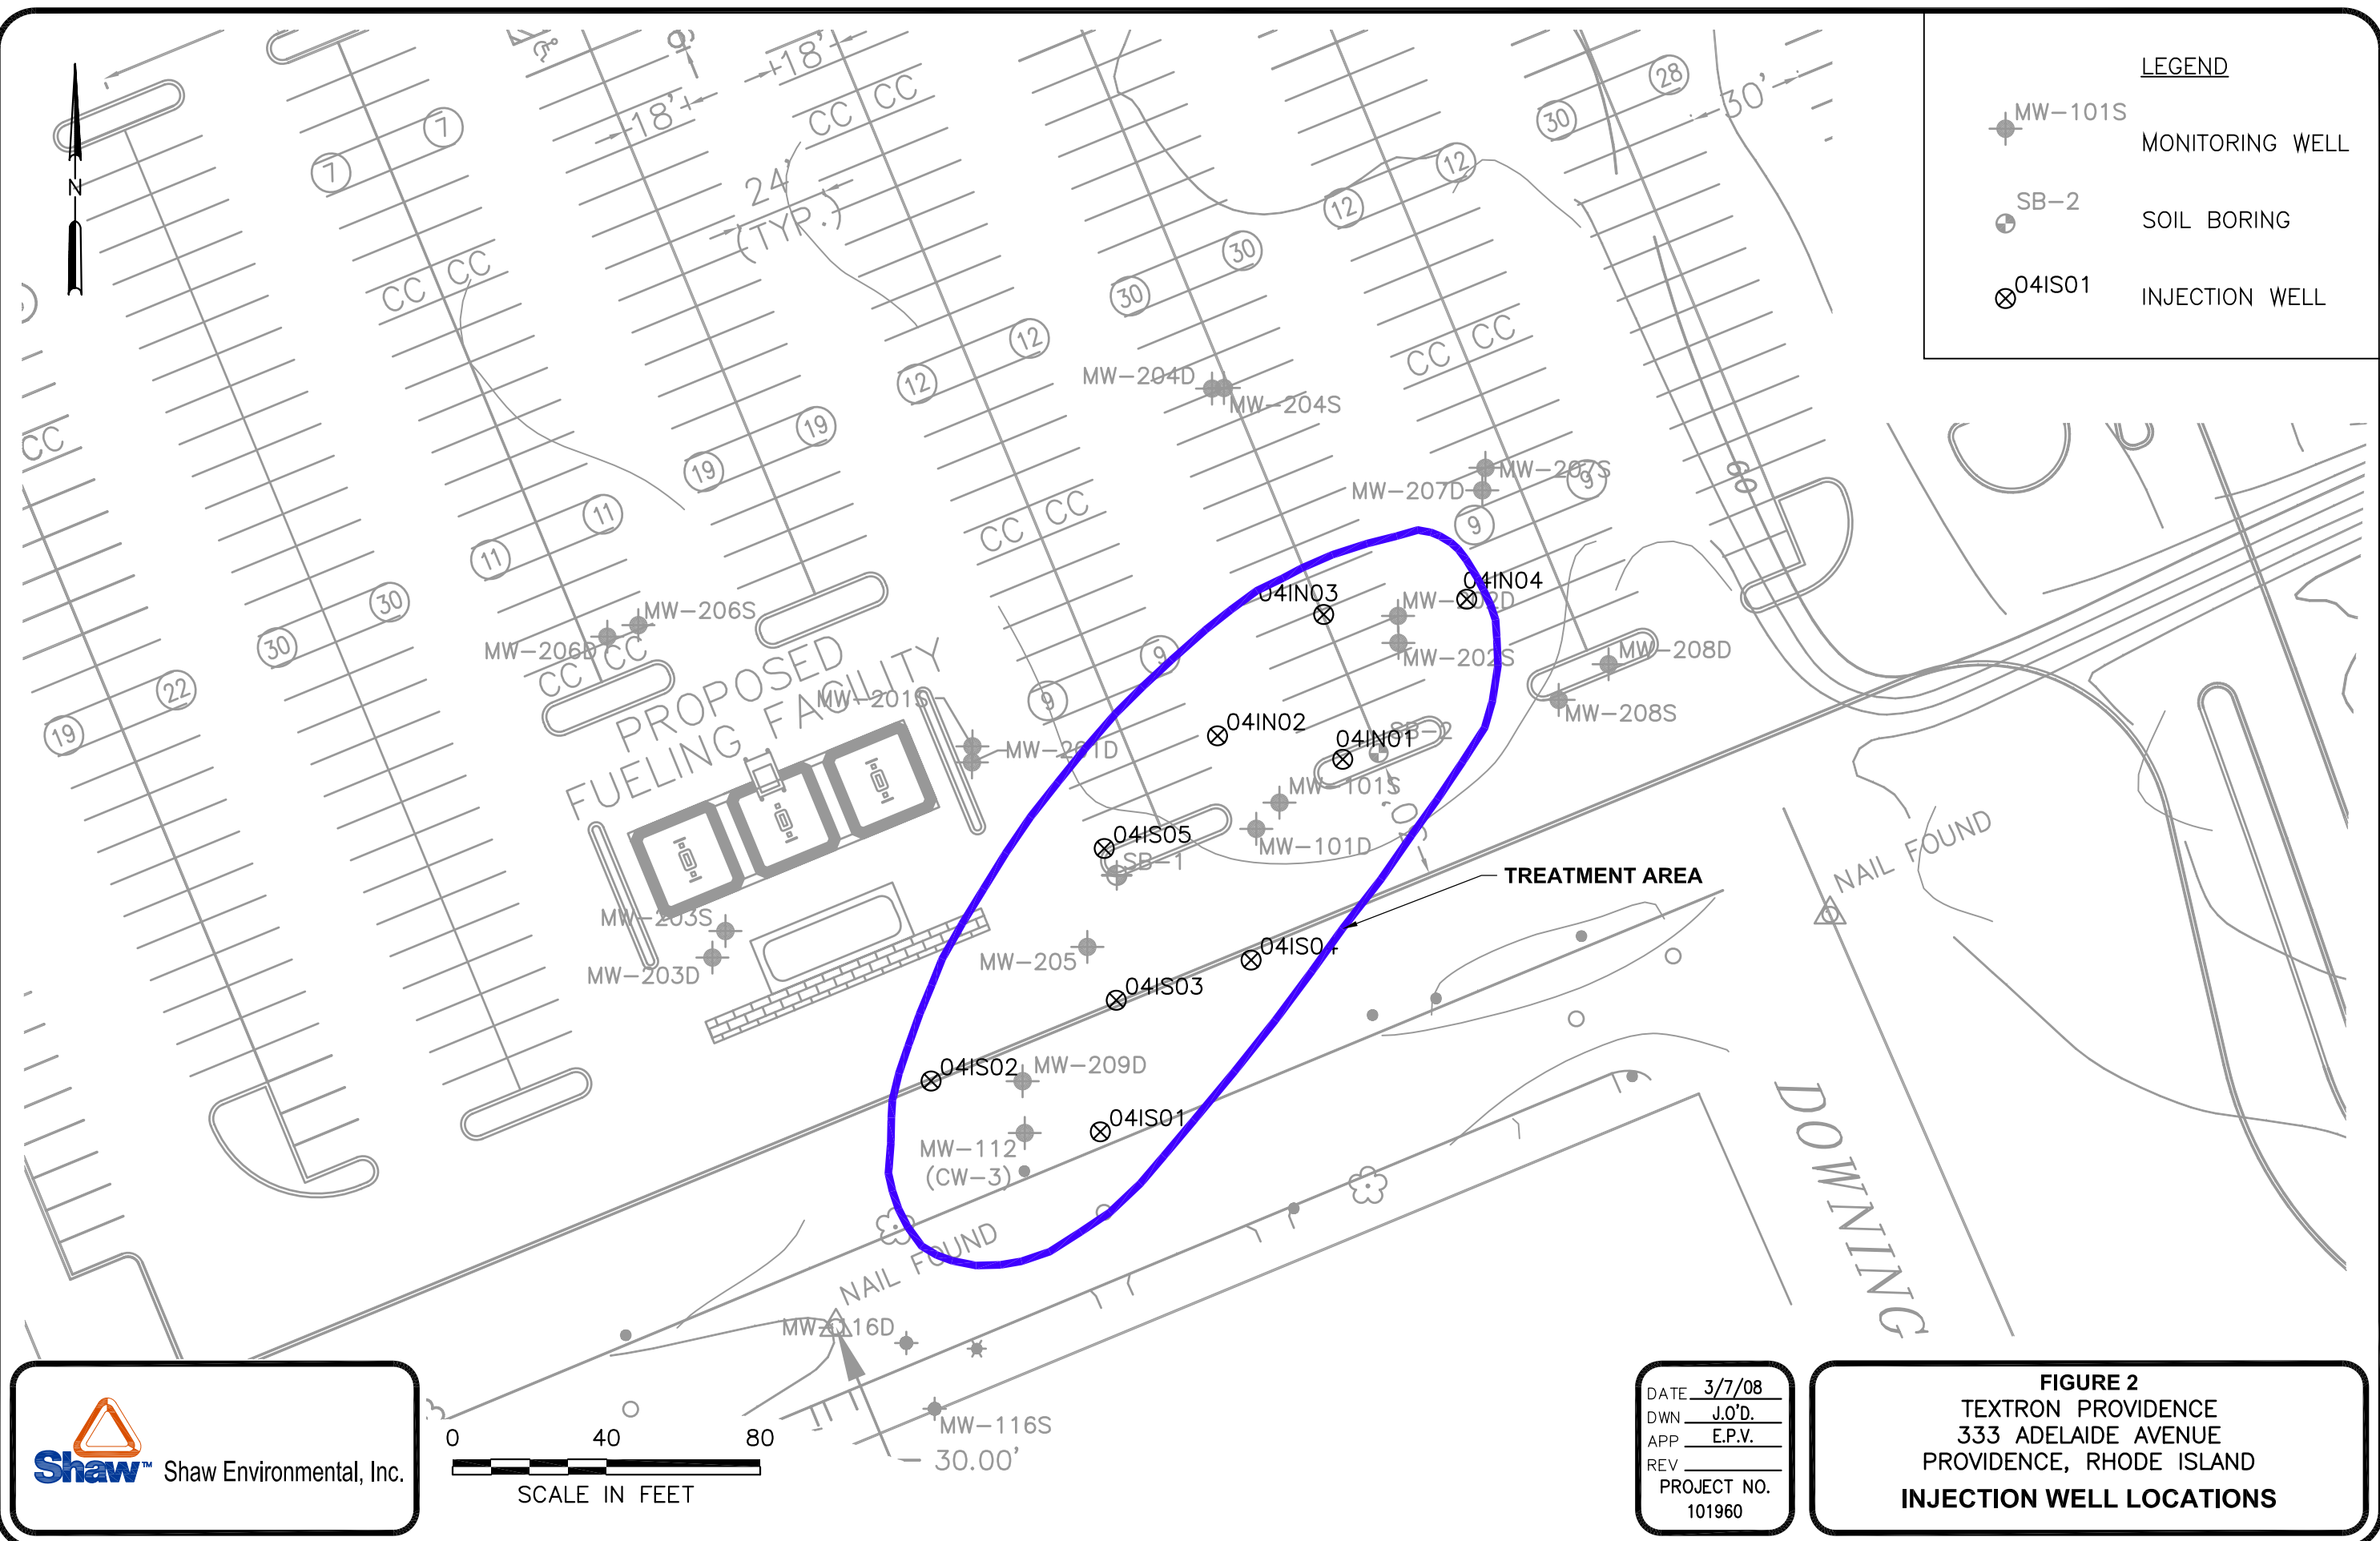 LEGEND
MW-101S
MONITORING WELL
SB-2
SOIL BORING
04IS01
INJECTION WELL
N
18'
18'
24'
(TYP.)
30'
CC CC
7
7
CC CC
CC
30
28
12
12
30
30
12
12
CC CC
19
19
CC CC
11
11
30
30
22
19
9
9
9
9
60
MW-204D
MW-204S
MW-207S
MW-207D
04IN03
04IN04
MW-202D
MW-202S
MW-206S
MW-206D
CC CC
PROPOSED
FUELING FACILITY
MW-201S
MW-201D
MW-208D
MW-208S
04IN02
04IN01
SB-2
MW-101S
MW-101D
04IS05
SB-1
TREATMENT AREA
NAIL FOUND
MW-203S
MW-203D
MW-205
04IS04
04IS03
04IS02
MW-209D
04IS01
MW-112
(CW-3)
DOWNING
NAIL FOUND
MW-116D
MW-116S
30.00'
Shaw™ Shaw Environmental, Inc.
0 40 80
SCALE IN FEET
DATE 3/7/08
DWN J.O'D.
APP E.P.V.
REV
PROJECT NO.
101960
FIGURE 2
TEXTRON PROVIDENCE
333 ADELAIDE AVENUE
PROVIDENCE, RHODE ISLAND
INJECTION WELL LOCATIONS